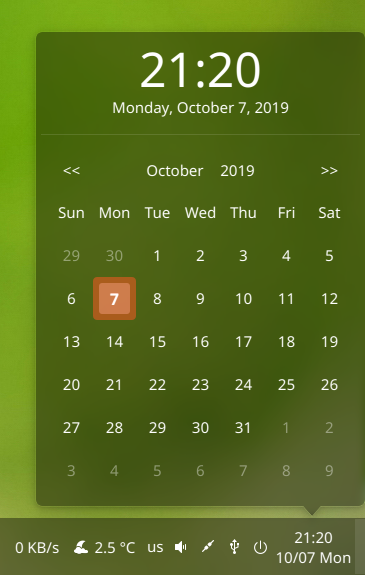 21:20
Monday, October 7, 2019
<< October 2019 >>
Sun Mon Tue Wed Thu Fri Sat
29 30 1 2 3 4 5
6 7 8 9 10 11 12
13 14 15 16 17 18 19
20 21 22 23 24 25 26
27 28 29 30 31 1 2
3 4 5 6 7 8 9
0 KB/s 2.5 °C us
21:20
10/07 Mon